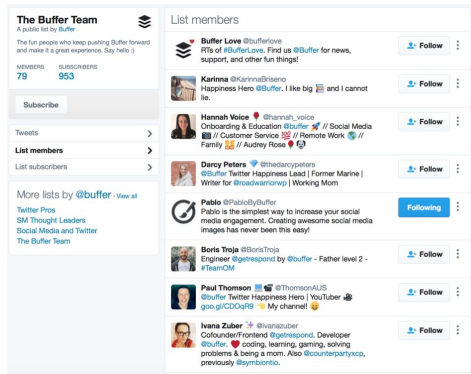 The Buffer Team
A public list by Buffer
The fun people who keep pushing Buffer forward
and make it a great experience. Say hello :)
MEMBERS
79
SUBSCRIBERS
953
Subscribe
Tweets
List members
List subscribers
More lists by @buffer · View all
Twitter Pros
SM Thought Leaders
Social Media and Twitter
The Buffer Team
List members
Buffer Love @bufferlove
RTs of #BufferLove. Find us @Buffer for news,
support, and other fun things!
Follow
Karinna @KarinnaBriseno
Happiness Hero @Buffer. I like big 📚 and I cannot
lie.
Follow
Hannah Voice 🎈 @hannah_voice
Onboarding & Education @buffer 🚀 // Social Media
📷 // Customer Service 💯 // Remote Work 🌎 //
Family 👨‍👩‍👧 // Audrey Rose 🎈🐶
Follow
Darcy Peters 💎 @thedarcypeters
@Buffer Twitter Happiness Lead | Former Marine |
Writer for @roadwarriorwp | Working Mom
Follow
Pablo @PabloByBuffer
Pablo is the simplest way to increase your social
media engagement. Creating awesome social media
images has never been this easy!
Following
Boris Troja @BorisTroja
Engineer @getrespond by @buffer - Father level 2 -
#TeamOM
Follow
Paul Thomson 💻📹 @ThomsonAUS
@buffer Twitter Happiness Hero | YouTuber 🎥
goo.gl/CDOqR9 👈 My channel! 😄
Follow
Ivana Zuber ✨ @ivanazuber
Cofounder/Frontend @getrespond. Developer
@buffer. ❤️ coding, learning, gaming, solving
problems & being a mom. Also @counterpartyxcp,
previously @symbiontio.
Follow